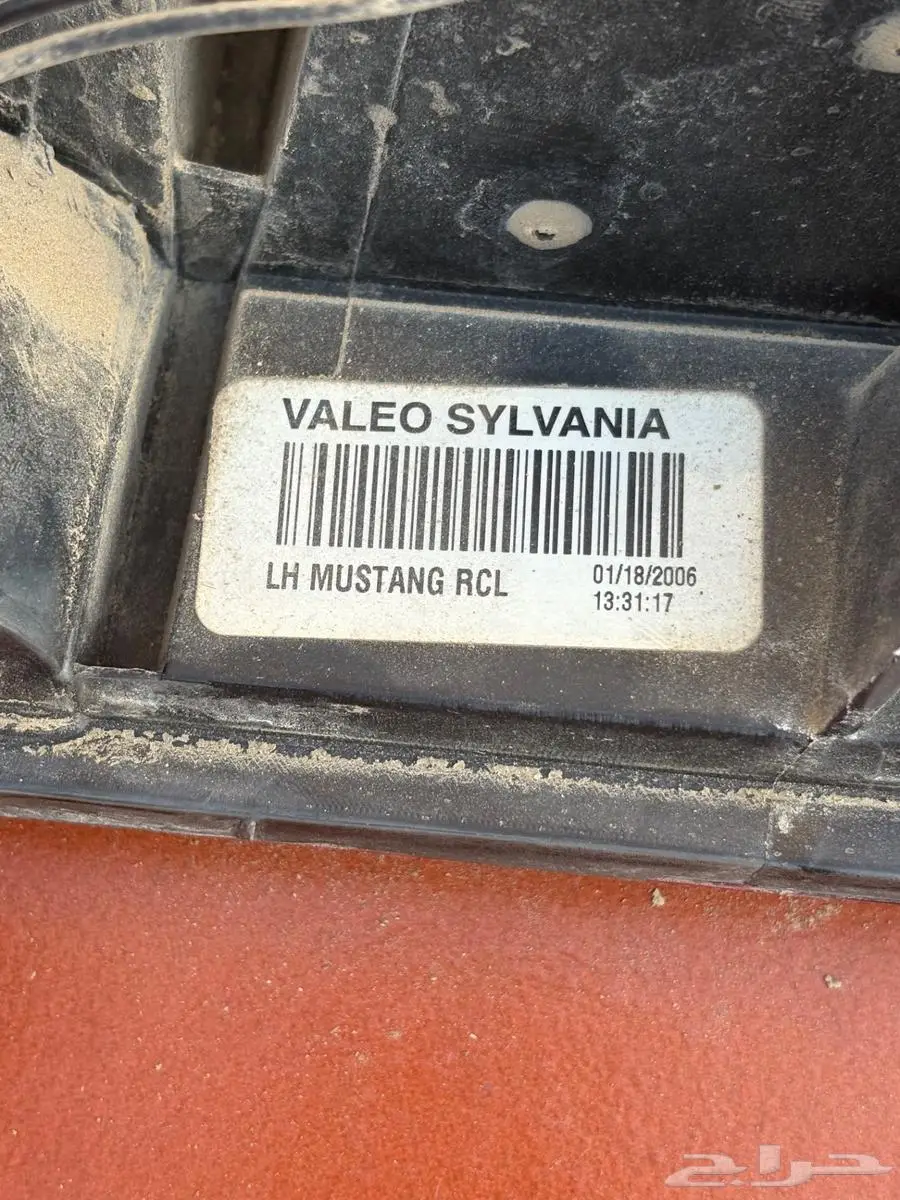 VALEO SYLVANIA
LH MUSTANG RCL
01/18/2006
13:31:17
حراج